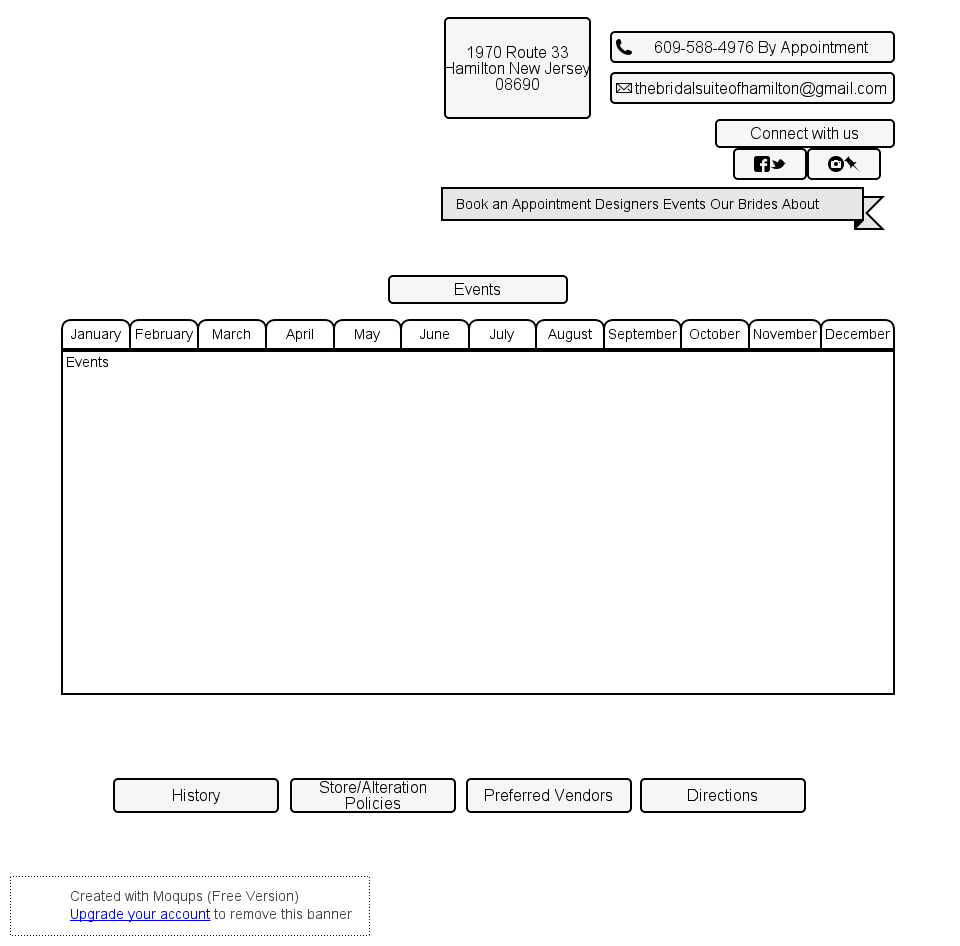 1970 Route 33
Hamilton New Jersey
08690
609-588-4976 By Appointment
thebridalsuiteofhamilton@gmail.com
Connect with us
Book an Appointment Designers Events Our Brides About
Events
January February March April May June July August September October November December
Events
History
Store/Alteration
Policies
Preferred Vendors
Directions
Created with Moqups (Free Version)
Upgrade your account to remove this banner